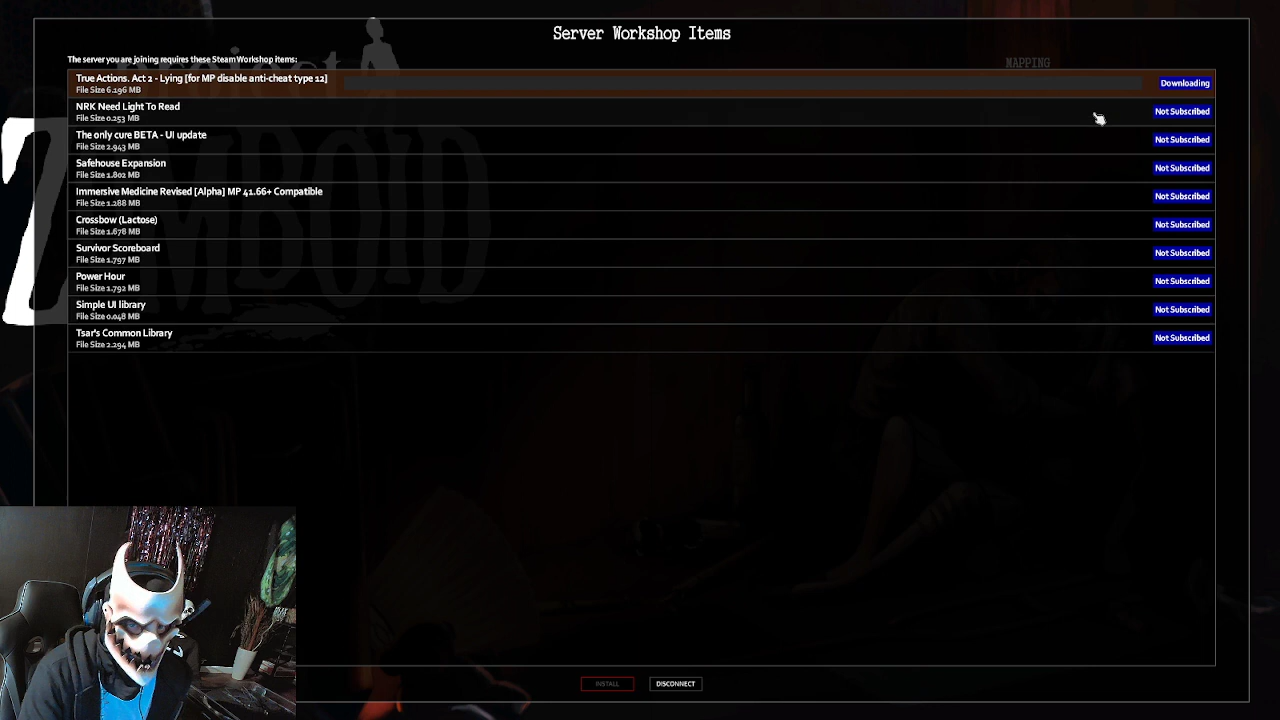 Server Workshop Items
The server you are joining requires these Steam Workshop items:
MAPPING
True Actions. Act 2 - Lying [for MP disable anti-cheat type 12]
File Size 6.196 MB
Downloading
NRK Need Light To Read
File Size 0.253 MB
Not Subscribed
The only cure BETA - UI update
File Size 2.943 MB
Not Subscribed
Safehouse Expansion
File Size 1.802 MB
Not Subscribed
Immersive Medicine Revised [Alpha] MP 41.66+ Compatible
File Size 1.288 MB
Not Subscribed
Crossbow (Lactose)
File Size 1.678 MB
Not Subscribed
Survivor Scoreboard
File Size 1.797 MB
Not Subscribed
Power Hour
File Size 1.792 MB
Not Subscribed
Simple UI library
File Size 0.048 MB
Not Subscribed
Tsar's Common Library
File Size 2.294 MB
Not Subscribed
project
ZOMBOID
INSTALL
DISCONNECT